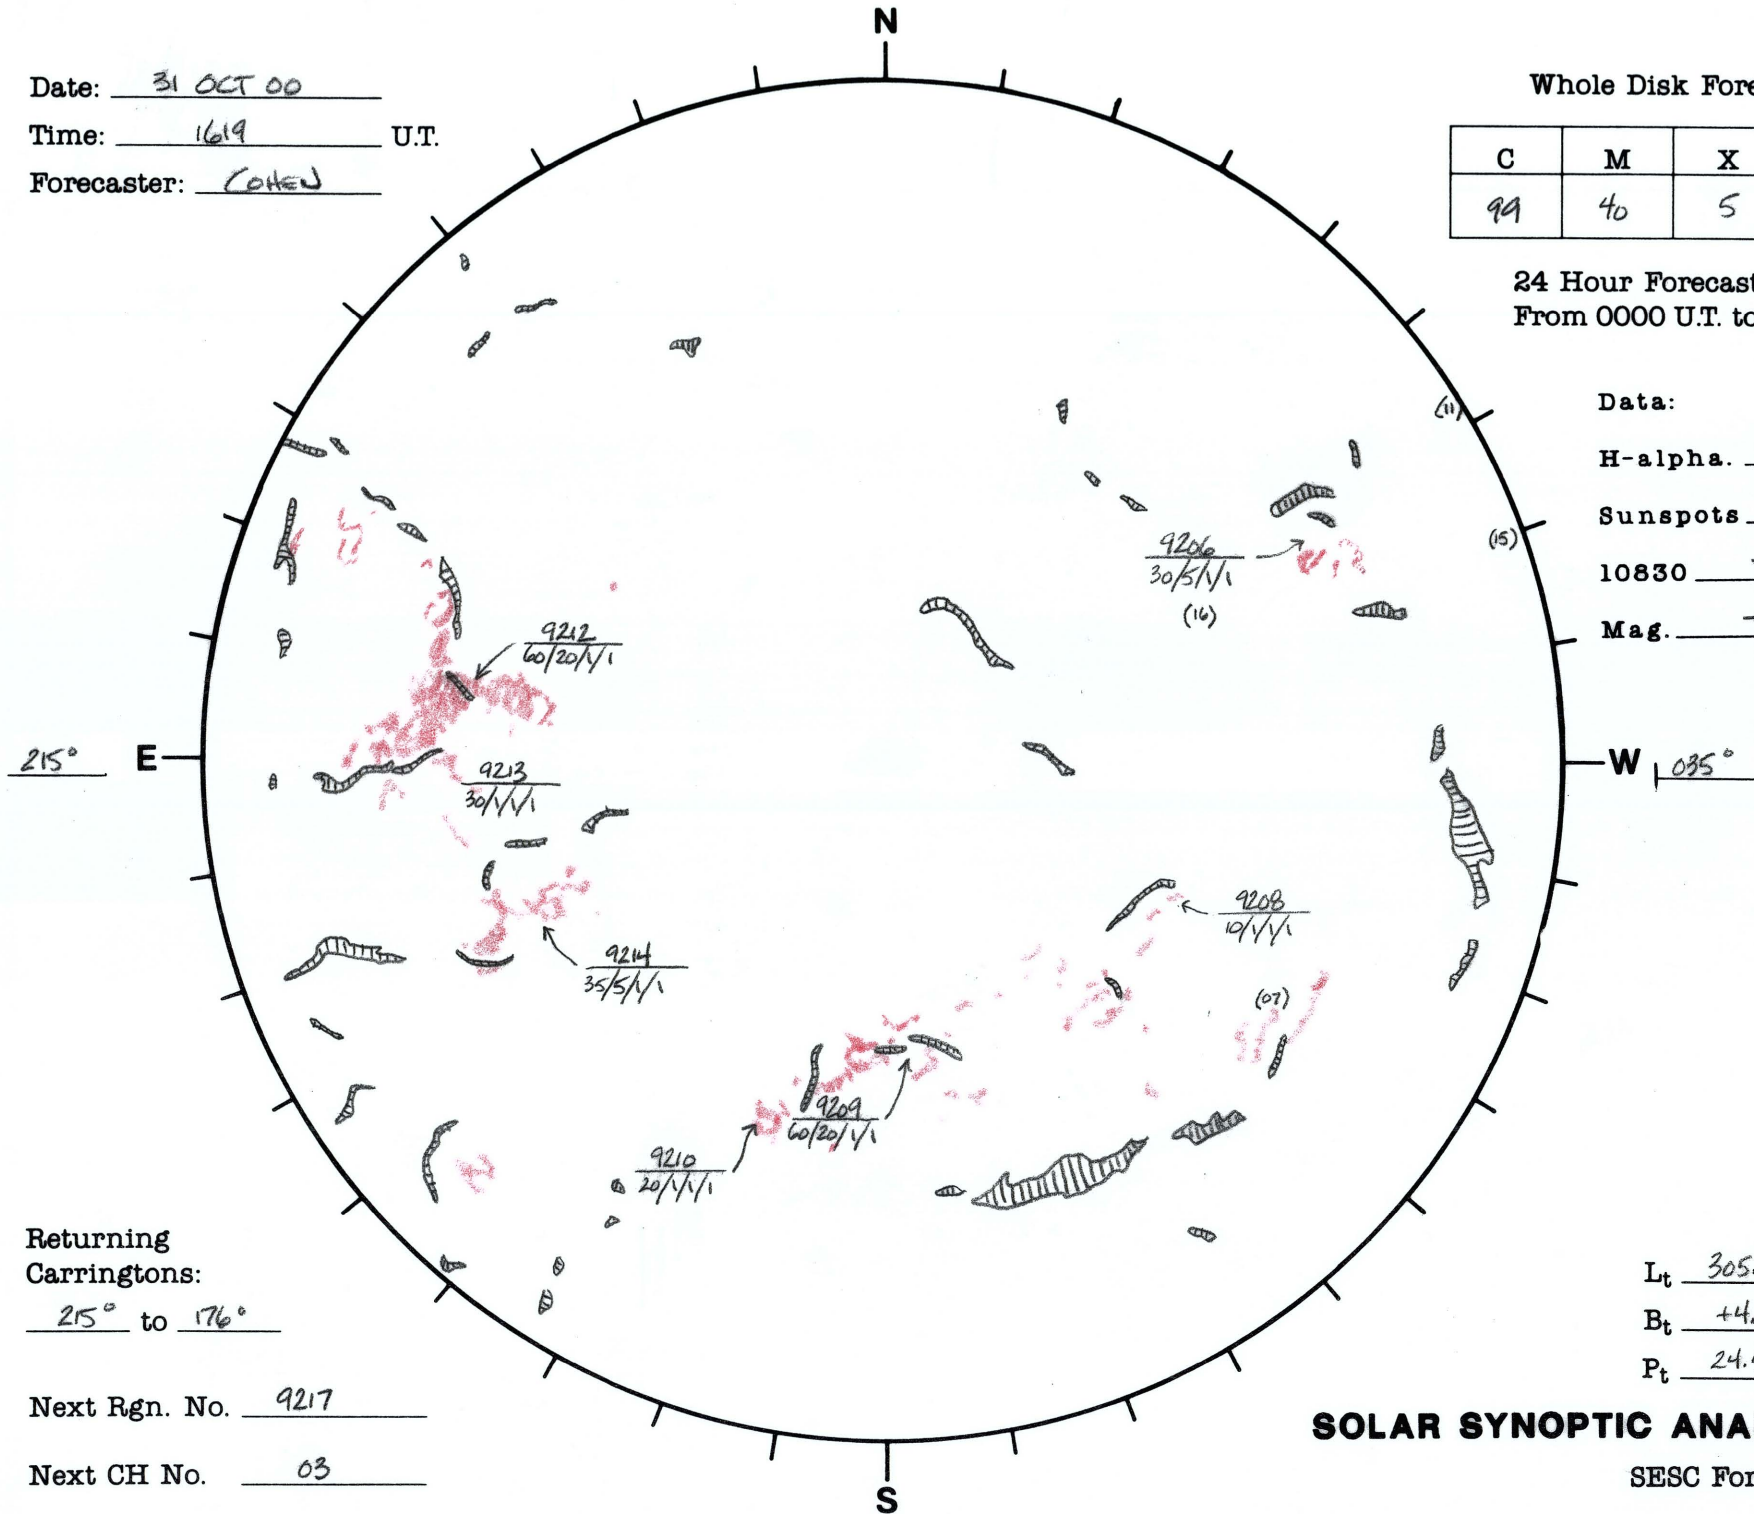 N
Date: 31 OCT 00
Time: 1619 U.T.
Forecaster: COHEN
Whole Disk Fore
C M X
99 40 5
24 Hour Forecast
From 0000 U.T. to
Data:
(11)
H-alpha.
Sunspots
(15)
9206
30/5/1/1
(16)
10830
Mag.
9212
60/20/1/1
215° E
W 035°
9213
30/1/1/1
9208
10/1/1/1
9214
35/5/1/1
(07)
9209
60/20/1/1
9210
20/1/1/1
Returning
Carringtons:
215° to 176°
Lt 305.
Bt +4.
Pt 24.
Next Rgn. No. 9217
SOLAR SYNOPTIC ANA
Next CH No. 03
SESC For
S